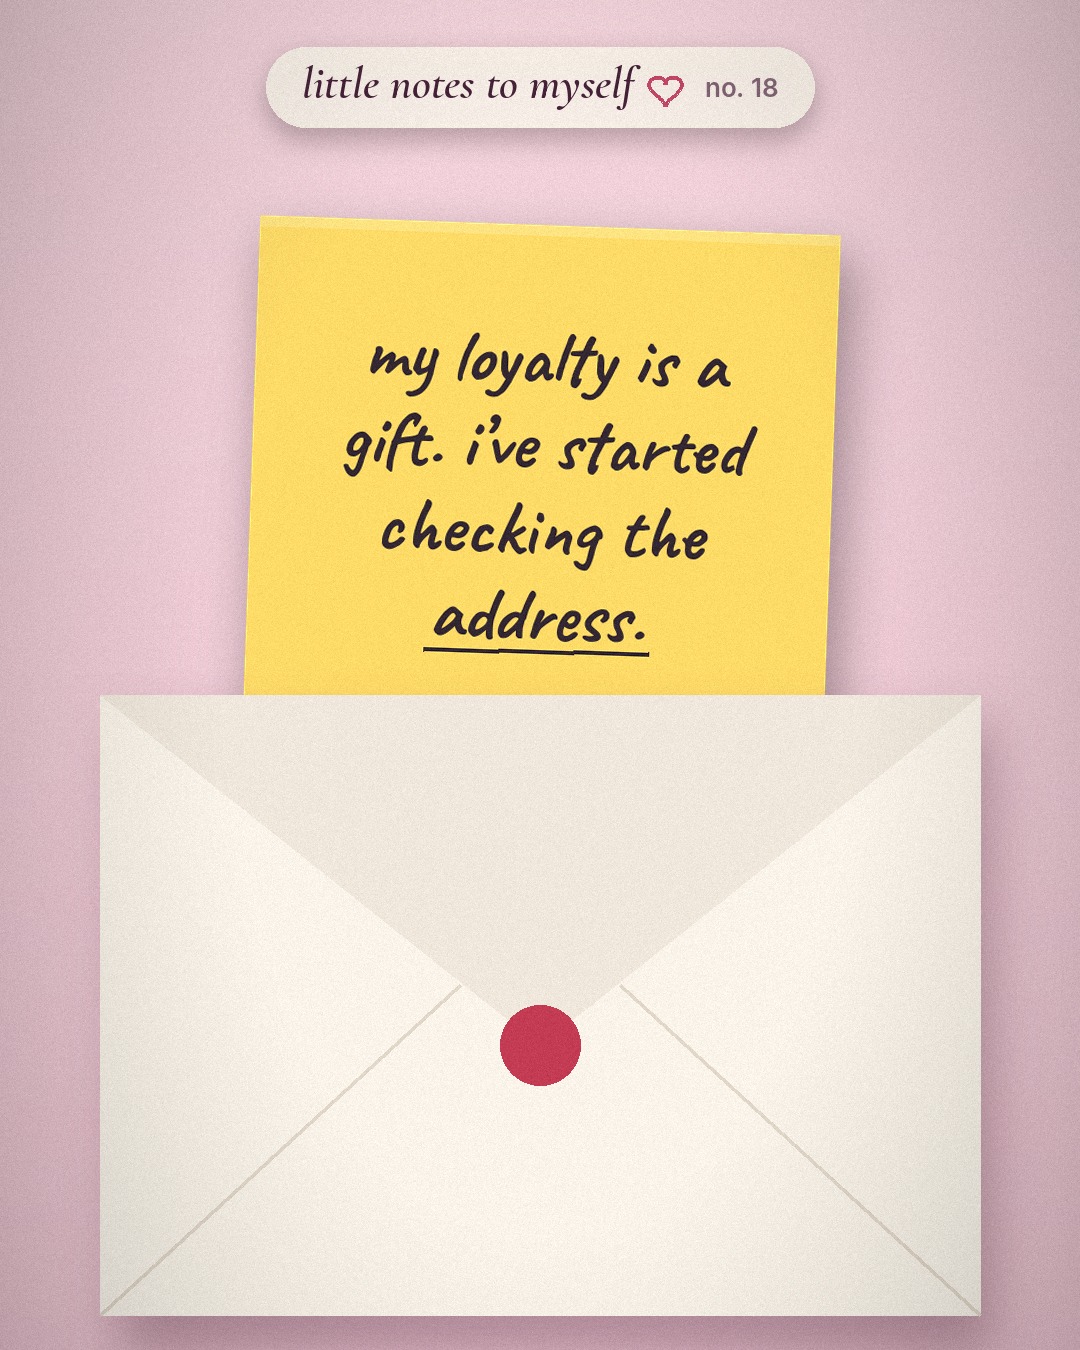 little notes to myself no. 18
my loyalty is a
gift. i’ve started
checking the
address.